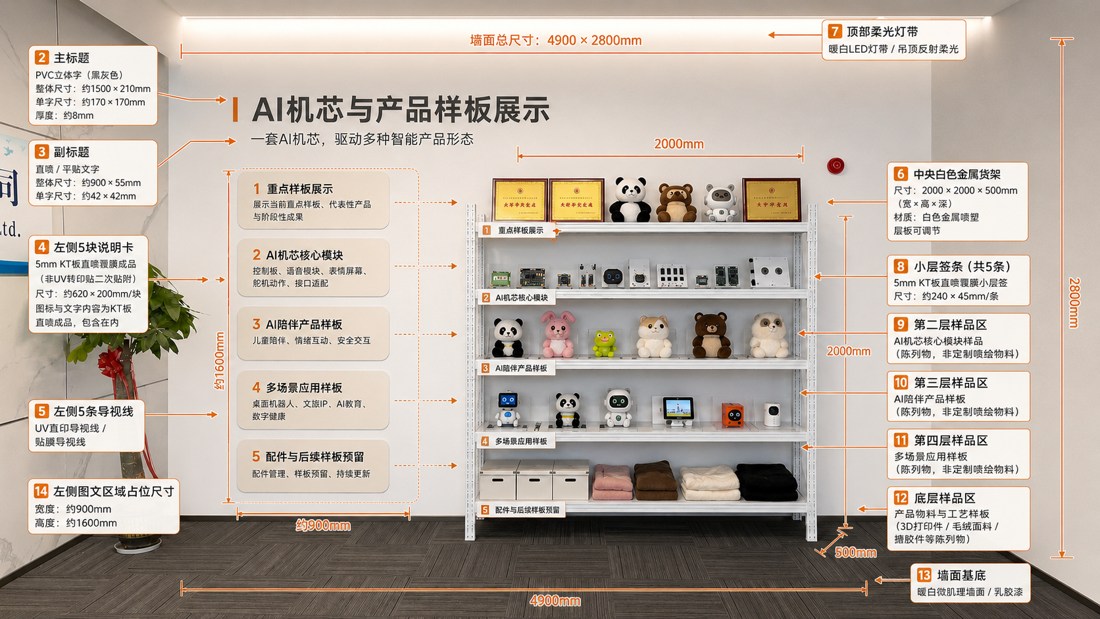 墙面总尺寸：4900 × 2800mm
7 顶部柔光灯带
暖白LED灯带 / 吊顶反射柔光
2 主标题
PVC立体字（黑灰色）
整体尺寸：约1500×210mm
单字尺寸：约170×170mm
厚度：约8mm
AI机芯与产品样板展示
一套AI机芯，驱动多种智能产品形态
3 副标题
直喷 / 平贴文字
整体尺寸：约900×55mm
单字尺寸：约42×42mm
司
Ltd.
4 左侧5块说明卡
5mm KT板直喷覆膜成品
（非UV转印贴二次贴附）
尺寸：约620×200mm/块
图标与文字内容为KT板
直喷成品，包含在内
5 左侧5条导视线
UV直印导视线 /
贴膜导视线
14 左侧图文区域占位尺寸
宽度：约900mm
高度：约1600mm
1 重点样板展示
展示当前重点样板、代表性产品
与阶段性成果
2 AI机芯核心模块
控制板、语音模块、表情屏幕、
舵机动作、接口适配
3 AI陪伴产品样板
儿童陪伴、情绪互动、安全交互
4 多场景应用样板
桌面机器人、文旅IP、AI教育、
数字健康
5 配件与后续样板预留
配件管理、样板预留、持续更新
约1600mm
约900mm
2000mm
1 重点样板展示
2 AI机芯核心模块
3 AI陪伴产品样板
4 多场景应用样板
5 配件与后续样板预留
2000mm
500mm
6 中央白色金属货架
尺寸：2000×2000×500mm
（宽×高×深）
材质：白色金属喷塑
层板可调节
8 小层签条（共5条）
5mm KT板直喷覆膜小层签
尺寸：约240×45mm/条
9 第二层样品区
AI机芯核心模块样品
（陈列物，非定制喷绘物料）
10 第三层样品区
AI陪伴产品样板
（陈列物，非定制喷绘物料）
11 第四层样品区
多场景应用样板
（陈列物，非定制喷绘物料）
12 底层样品区
产品物料与工艺样板
（3D打印件 / 毛绒面料 /
搪胶件等陈列物）
2800mm
13 墙面基底
暖白微肌理墙面 / 乳胶漆
4900mm